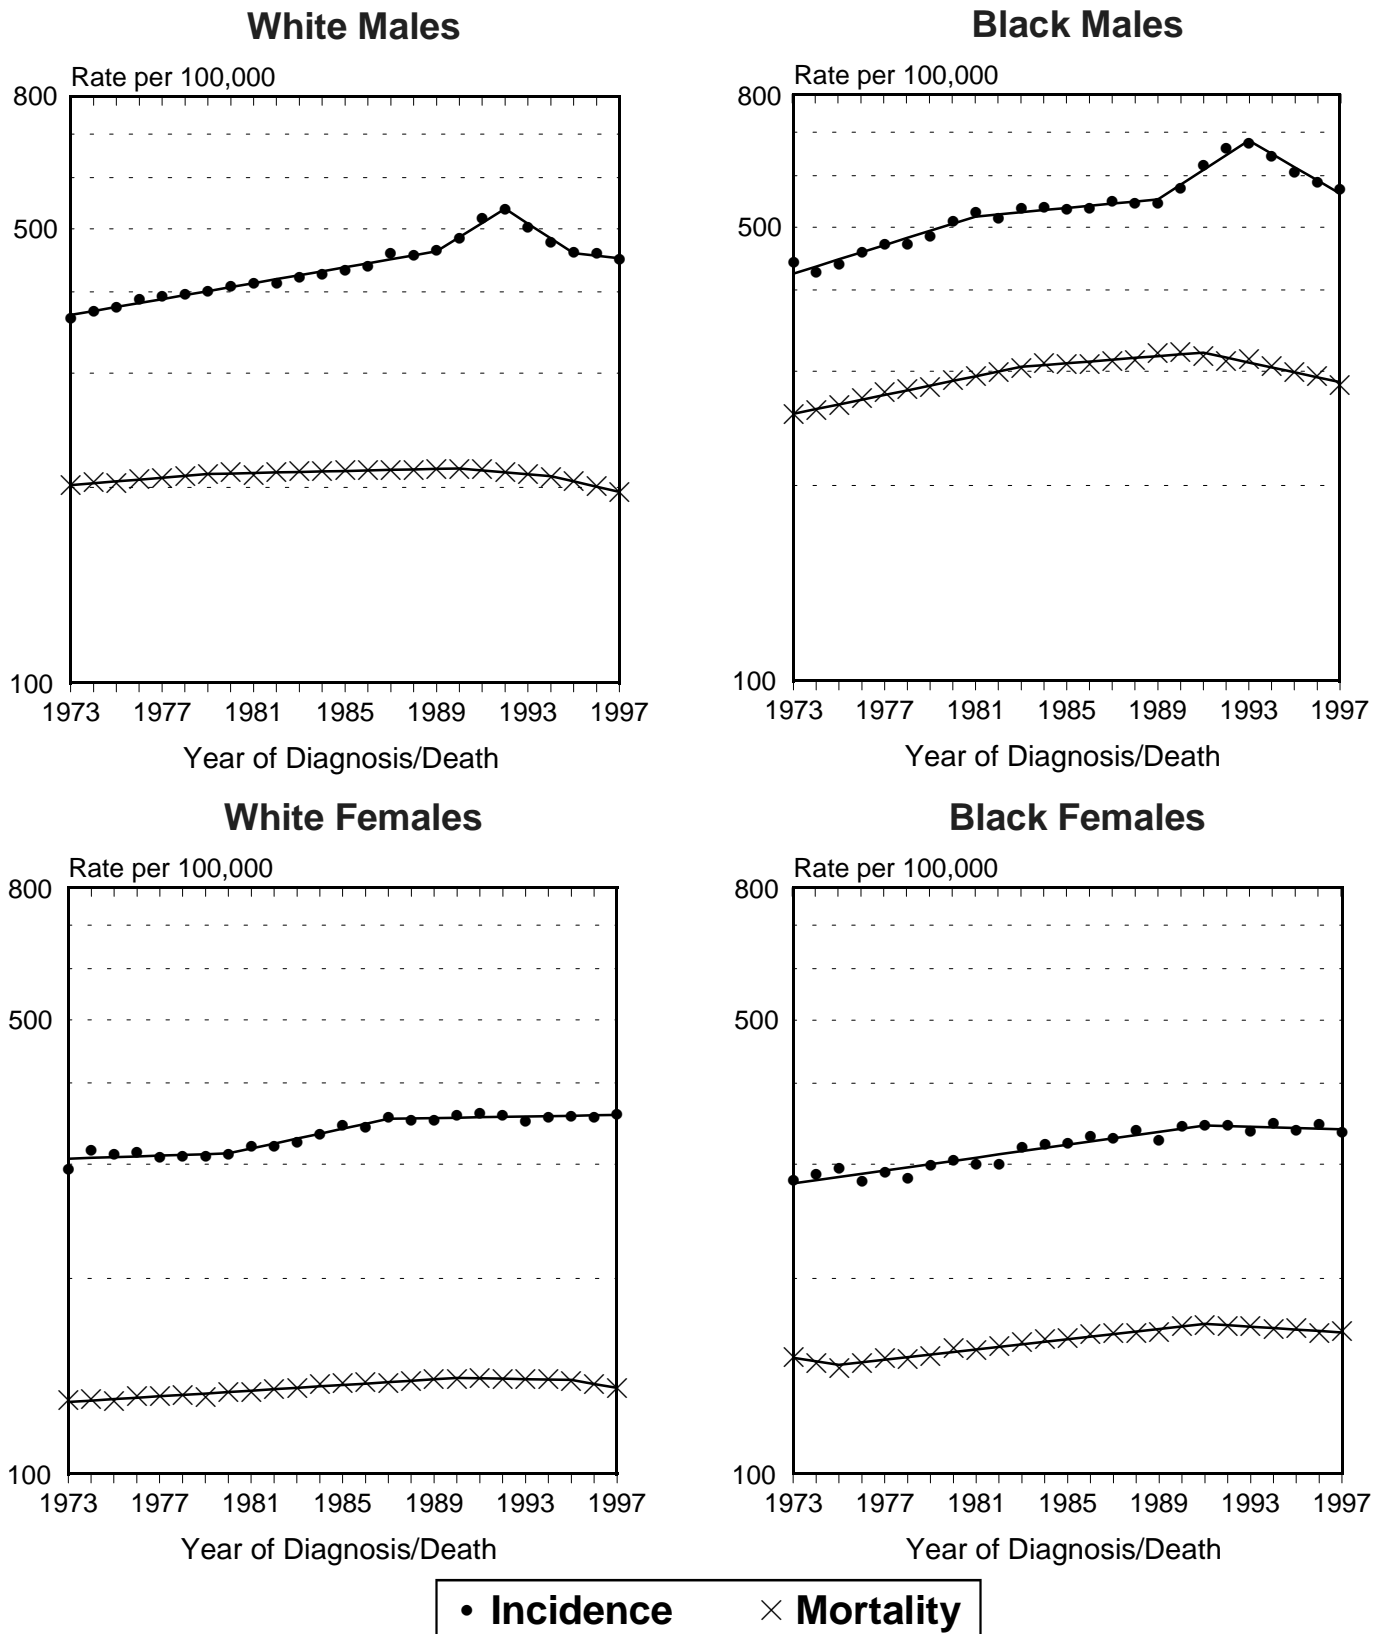 White Males
Rate per 100,000
800
500
100
1973 1977 1981 1985 1989 1993 1997
Year of Diagnosis/Death
Black Males
Rate per 100,000
800
500
100
1973 1977 1981 1985 1989 1993 1997
Year of Diagnosis/Death
White Females
Rate per 100,000
800
500
100
1973 1977 1981 1985 1989 1993 1997
Year of Diagnosis/Death
Black Females
Rate per 100,000
800
500
100
1973 1977 1981 1985 1989 1993 1997
Year of Diagnosis/Death
Incidence Mortality